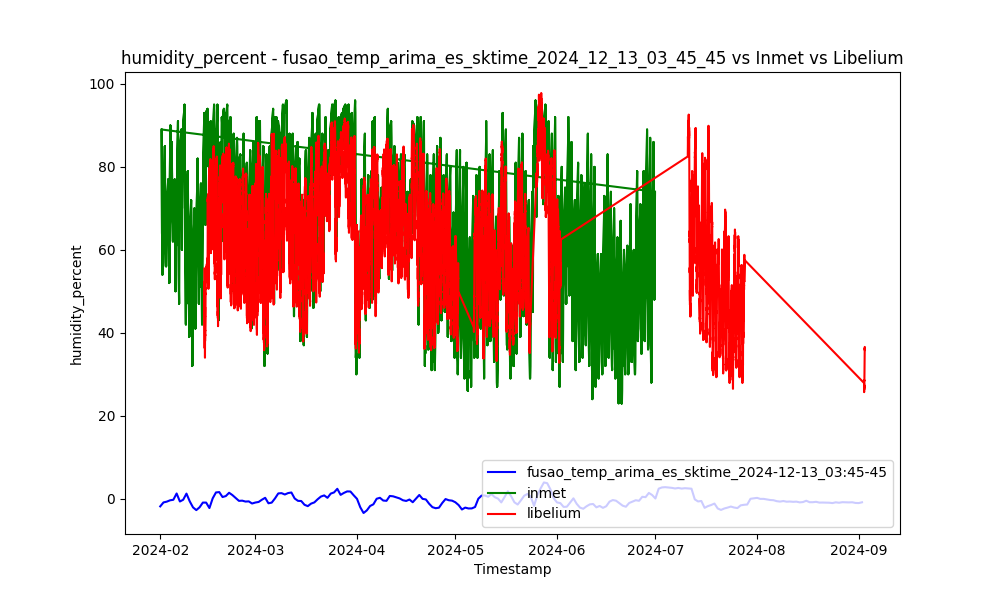 humidity_percent - fusao_temp_arima_es_sktime_2024_12_13_03_45_45 vs Inmet vs Libelium
100
80
60
40
20
0
humidity_percent
fusao_temp_arima_es_sktime_2024-12-13_03:45-45
inmet
libelium
2024-02 2024-03 2024-04 2024-05 2024-06 2024-07 2024-08 2024-09
Timestamp